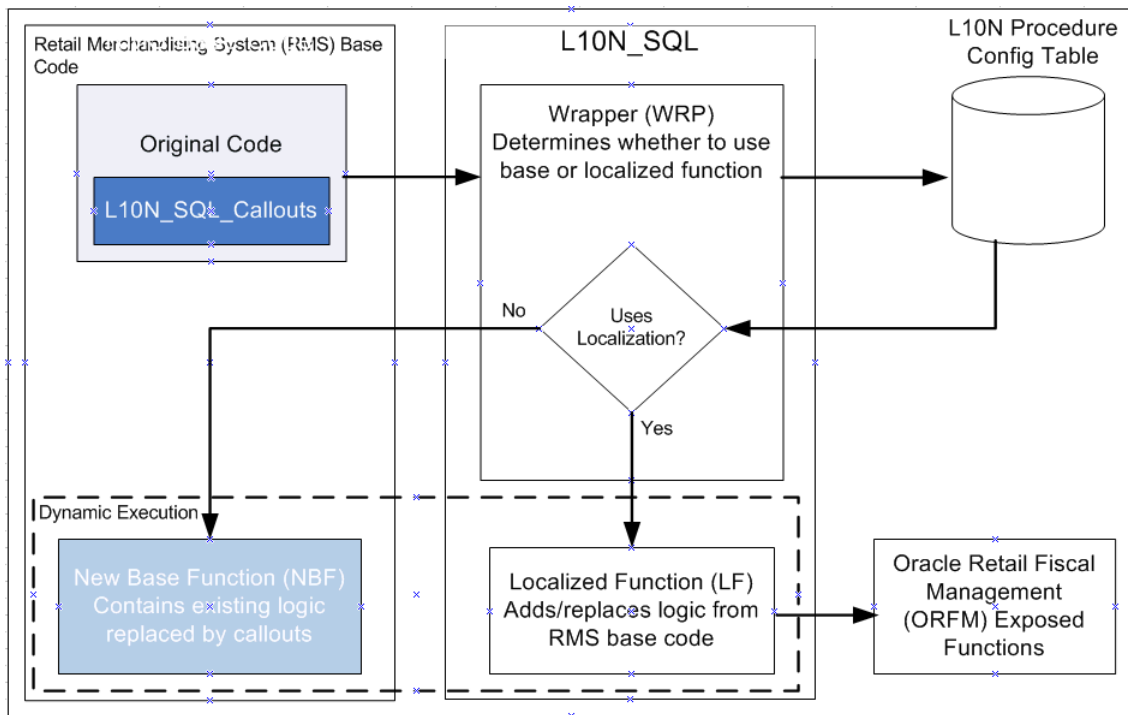 Retail Merchandising System (RMS) Base
Code
Original Code
L10N_SQL_Callouts
L10N_SQL
Wrapper (WRP)
Determines whether to use
base or localized function
L10N Procedure
Config Table
No
Uses
Localization?
Yes
Dynamic Execution
New Base Function (NBF)
Contains existing logic
replaced by callouts
Localized Function (LF)
Adds/replaces logic from
RMS base code
Oracle Retail Fiscal
Management
(ORFM) Exposed
Functions